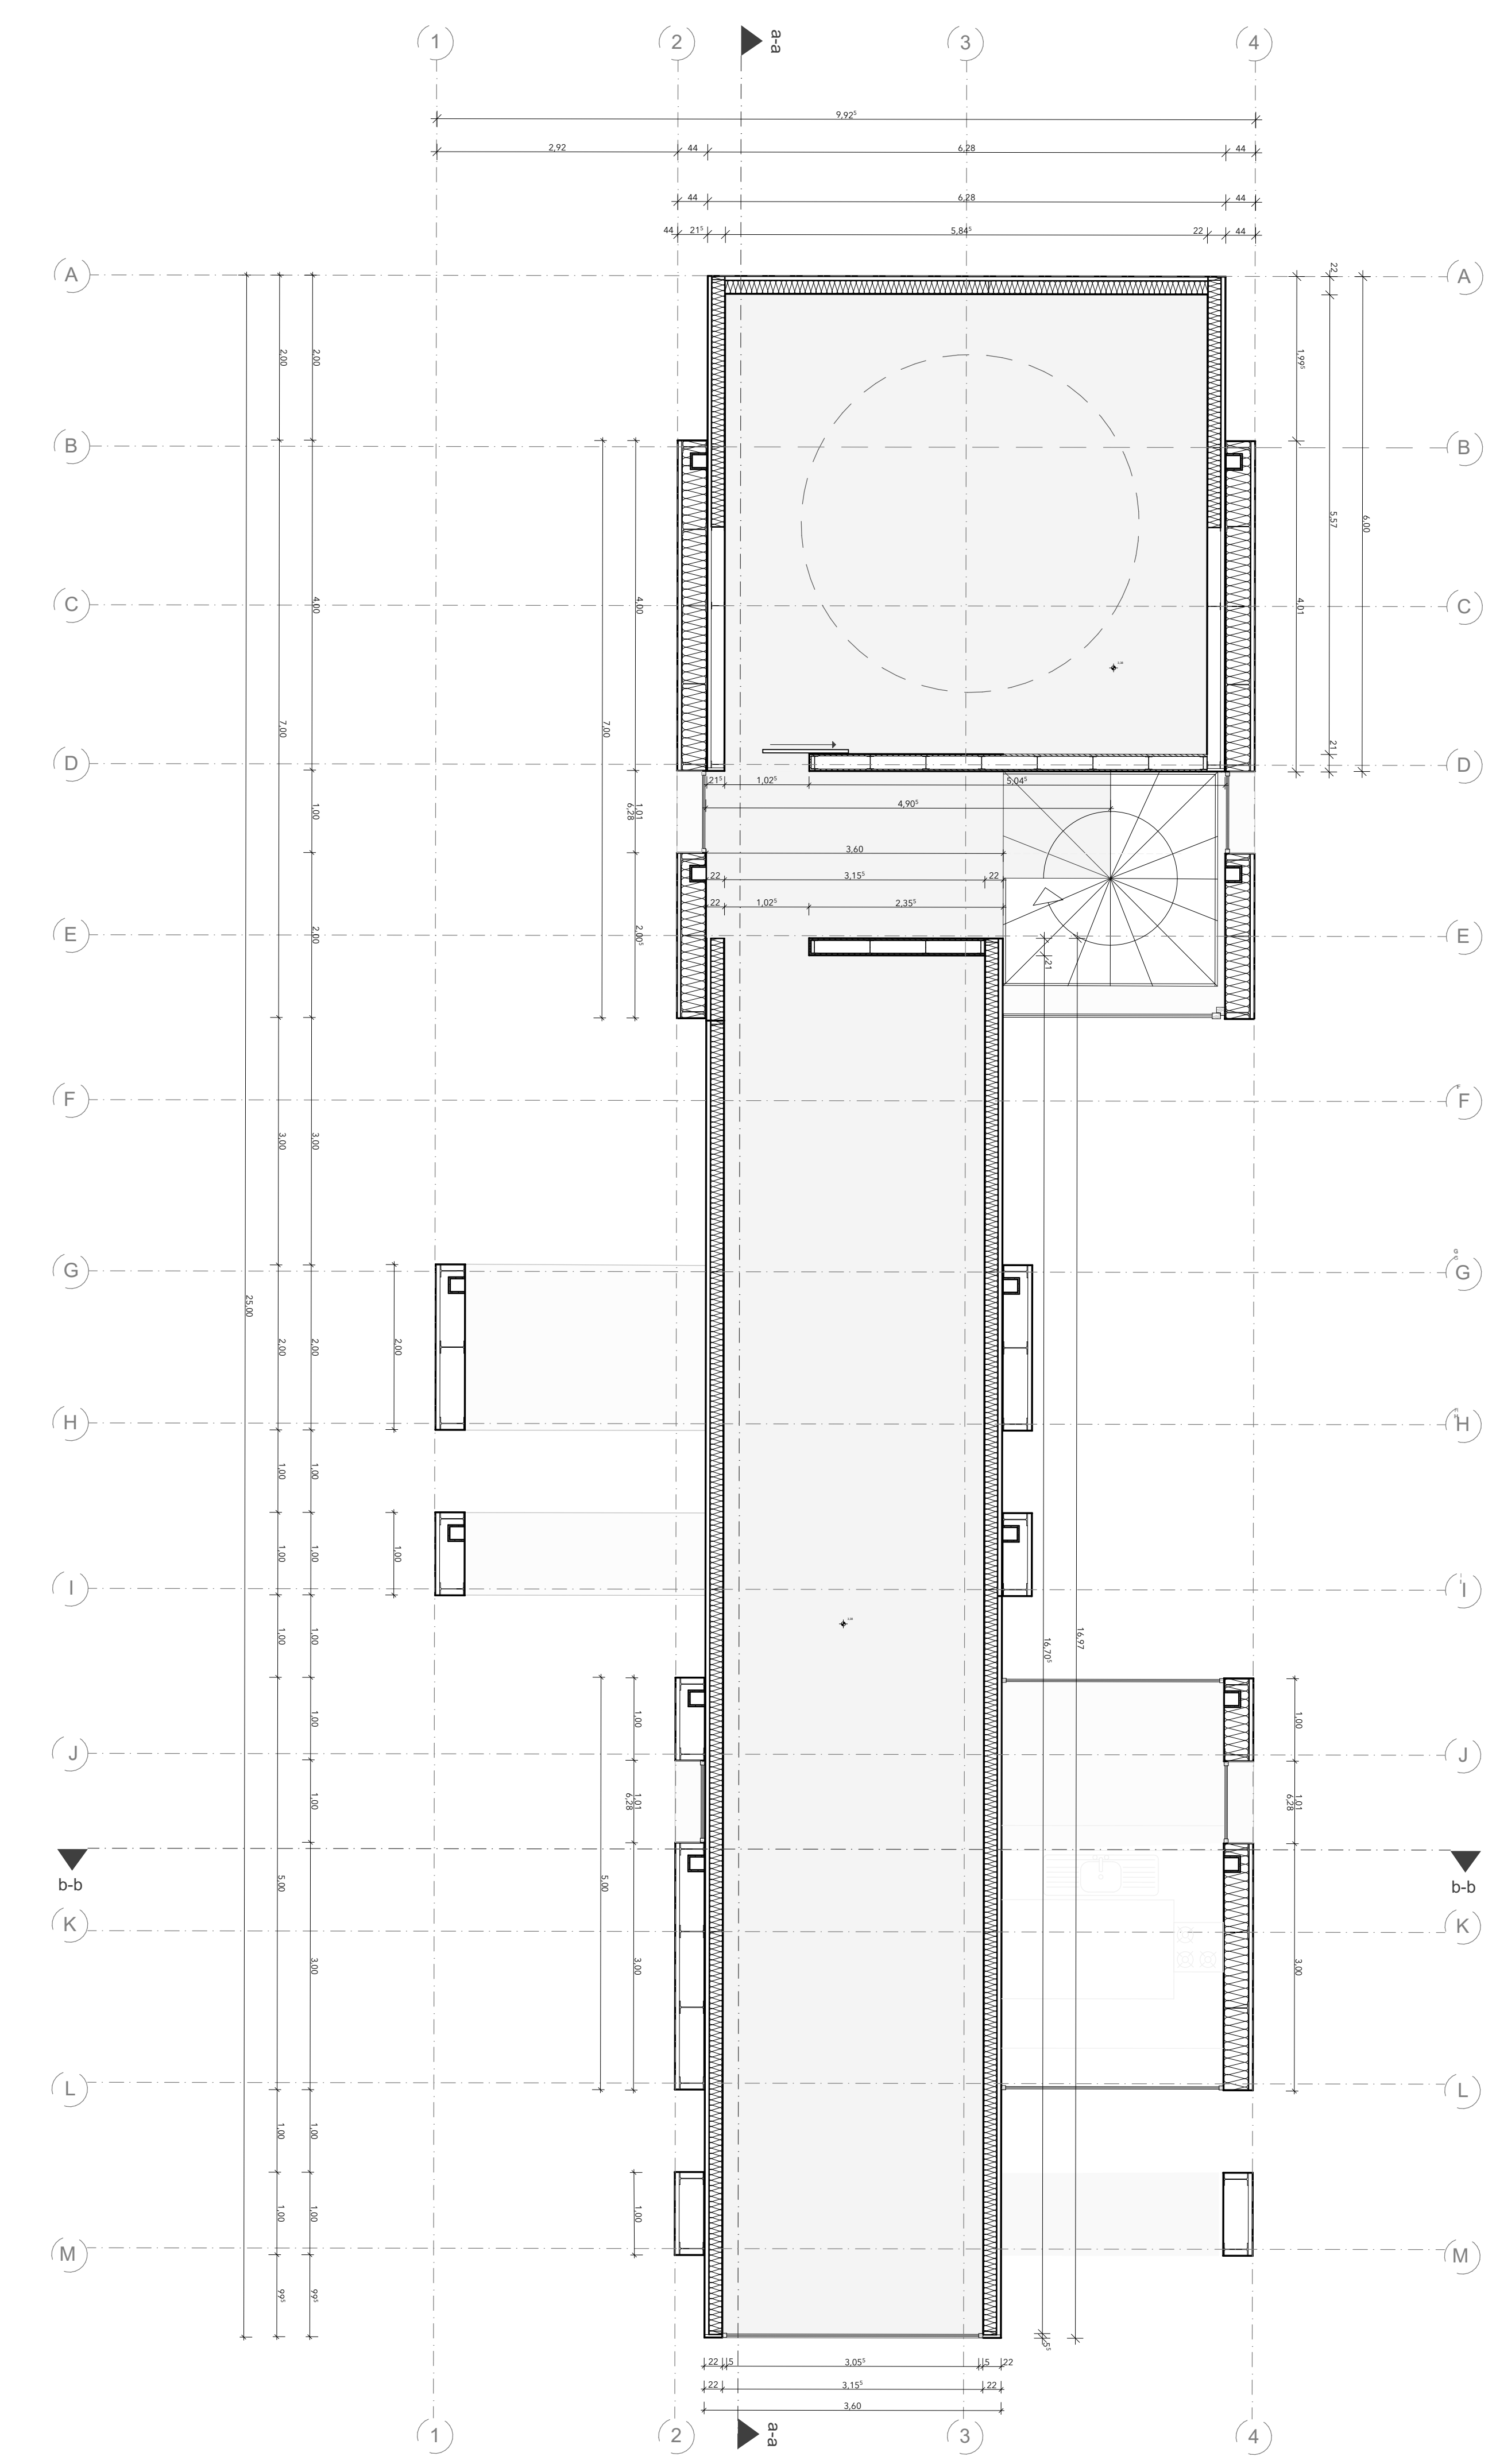 1 2 a-a 3 4
9,92⁵
2,92 44 6,28 44
44 6,28 44
44 21⁵ 5,84⁵ 22 44
A 22 A
2,00 2,00 1,99⁵
B B
7,00 4,00 7,00 4,00 5,57 6,00 4,01
C C
D 21 D
21⁵ 1,02⁵ 5,04⁵
4,90⁵
1,00 1,01 6,28
3,60
22 3,15⁵ 22
22 1,02⁵ 2,35⁵
E 2,00 2,00⁵ 21 E
F F
3,00 3,00
G G
25,00
2,00 2,00 2,00
H H
1,00 1,00
1,00 1,00 1,00
I I
1,00 1,00 16,70⁵ 16,97
1,00 1,00 1,00
J J
1,00 1,01 6,28 1,01 6,28
b-b b-b
5,00 5,00
K K
3,00 3,00 3,00
L L
1,00 1,00
1,00 1,00 1,00
M M
99⁵ 99⁵
5⁵
22 5 3,05⁵ 5 22
22 3,15⁵ 22
3,60
1 2 a-a 3 4